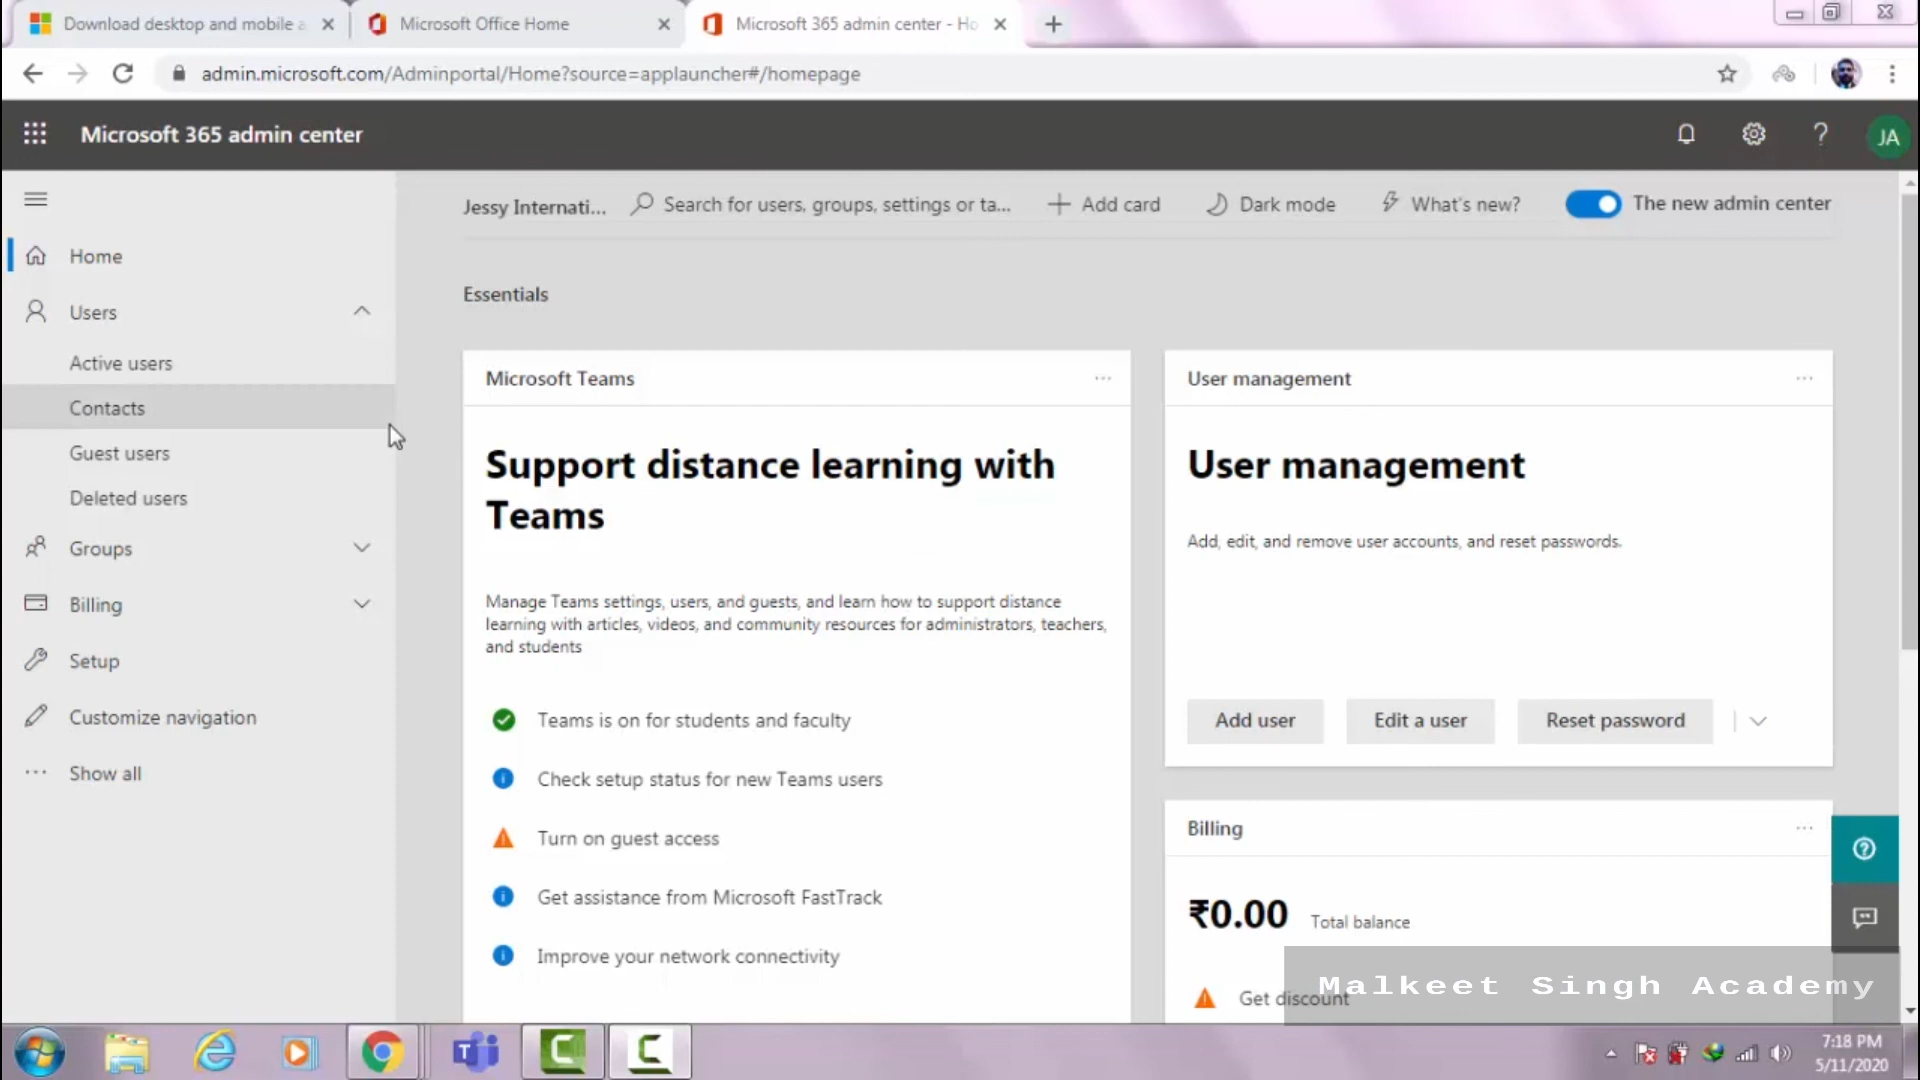 Download desktop and mobile a
Microsoft Office Home
Microsoft 365 admin center - Ho
admin.microsoft.com/Adminportal/Home?source=applauncher#/homepage
Microsoft 365 admin center
JA
Jessy Internati...
Search for users, groups, settings or ta...
Add card
Dark mode
What's new?
The new admin center
Home
Users
Active users
Contacts
Guest users
Deleted users
Groups
Billing
Setup
Customize navigation
Show all
Essentials
Microsoft Teams
Support distance learning with
Teams
Manage Teams settings, users, and guests, and learn how to support distance
learning with articles, videos, and community resources for administrators, teachers,
and students
Teams is on for students and faculty
Check setup status for new Teams users
Turn on guest access
Get assistance from Microsoft FastTrack
Improve your network connectivity
User management
User management
Add, edit, and remove user accounts, and reset passwords.
Add user
Edit a user
Reset password
Billing
₹0.00 Total balance
Get discount
Malkeet Singh Academy
7:18 PM
5/11/2020